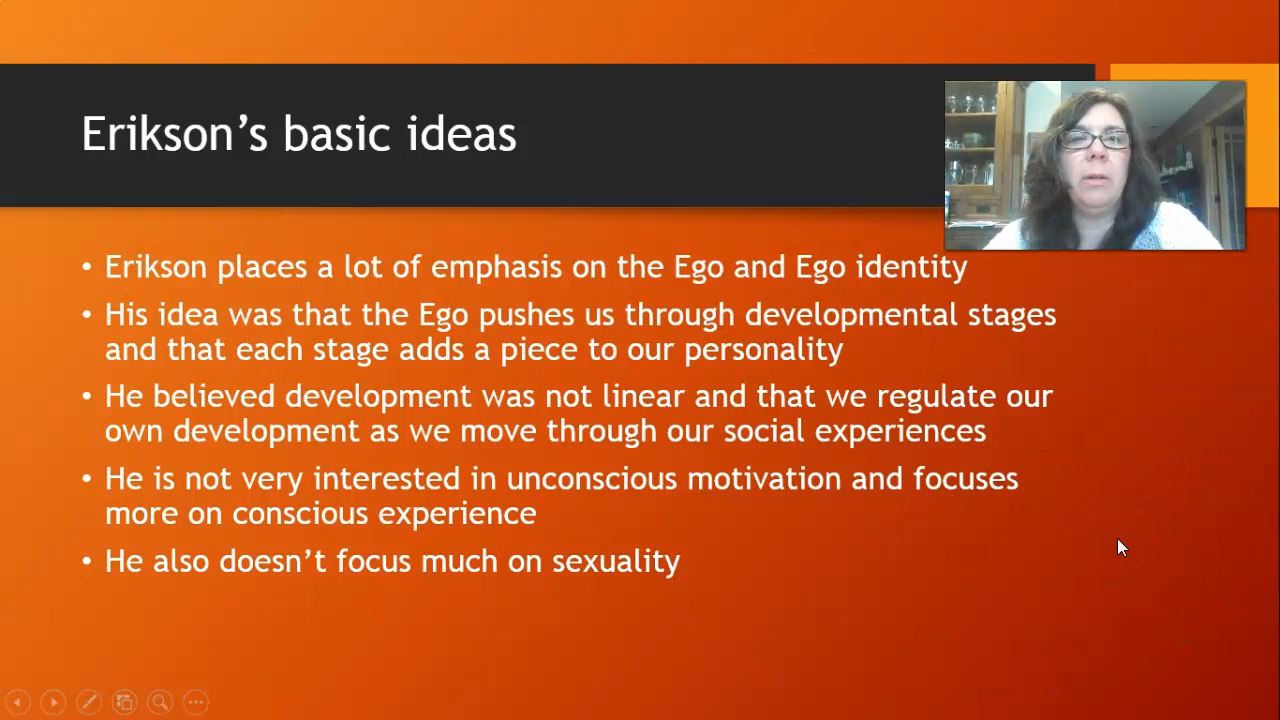 Erikson’s basic ideas
• Erikson places a lot of emphasis on the Ego and Ego identity
• His idea was that the Ego pushes us through developmental stages
and that each stage adds a piece to our personality
• He believed development was not linear and that we regulate our
own development as we move through our social experiences
• He is not very interested in unconscious motivation and focuses
more on conscious experience
• He also doesn’t focus much on sexuality